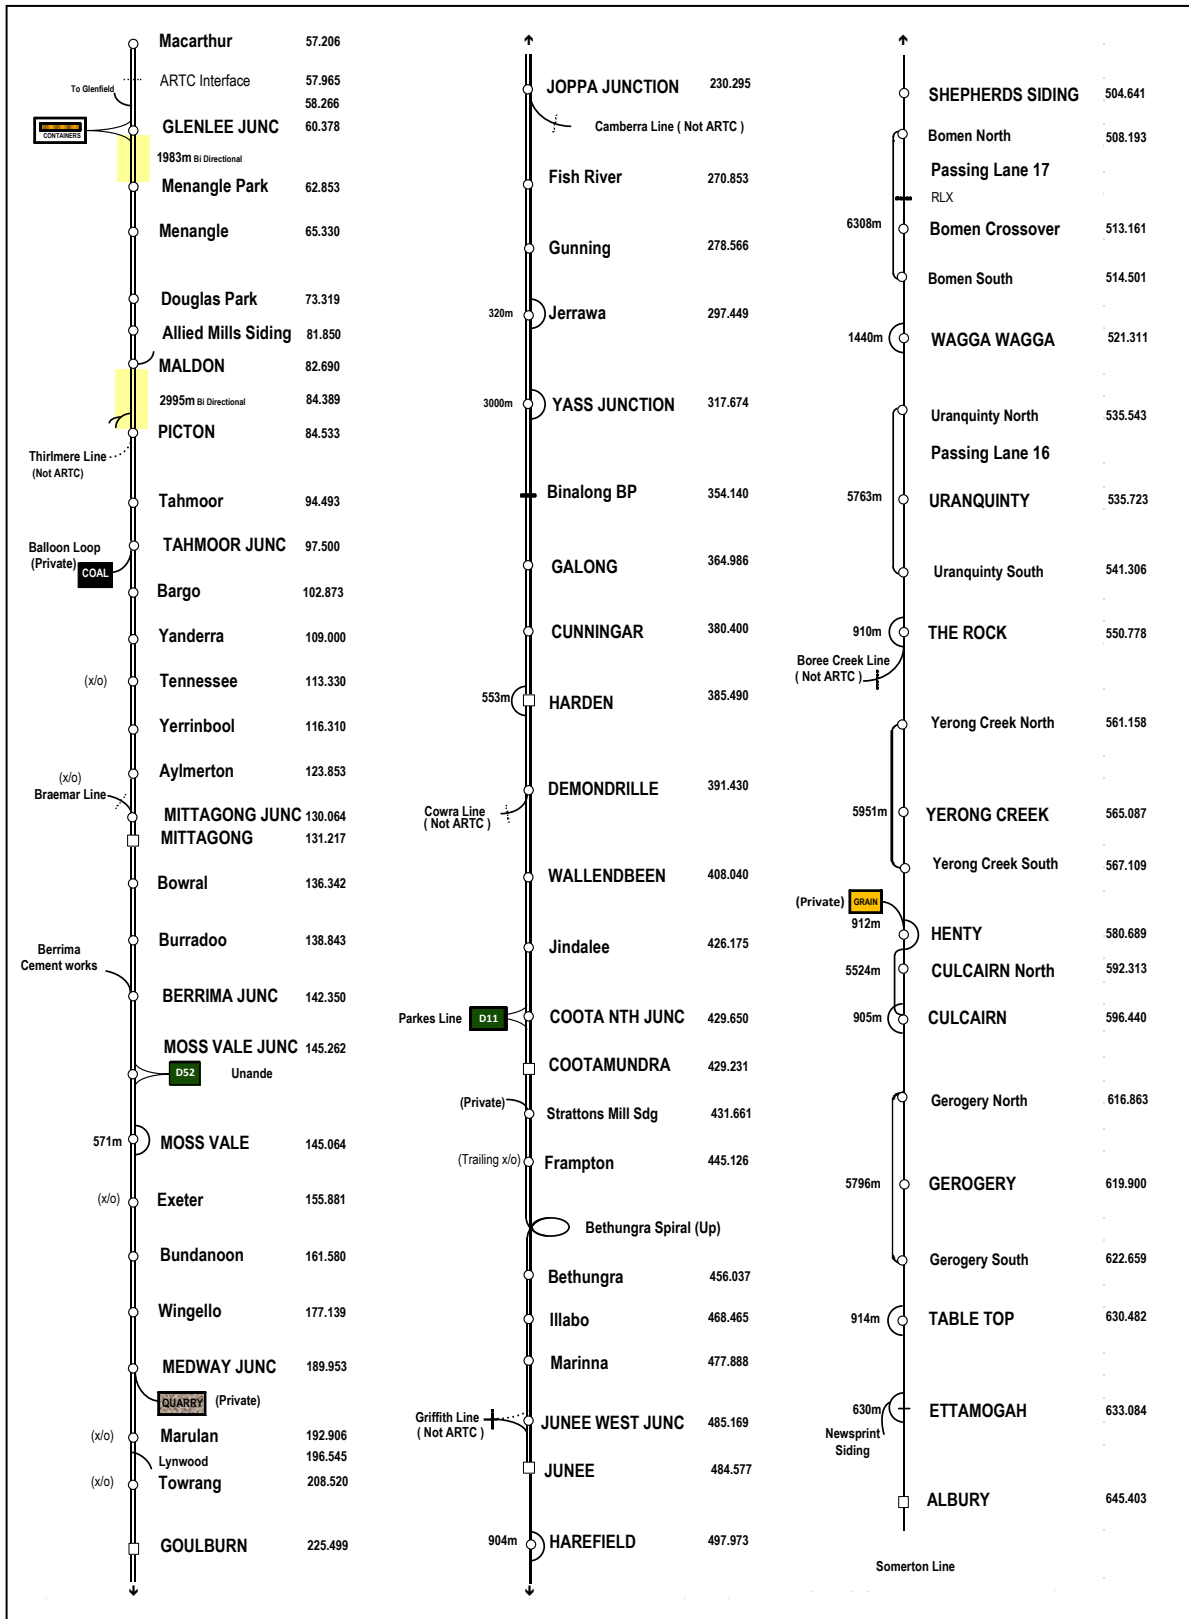 Macarthur 57.206
ARTC Interface 57.965
To Glenfield
58.266
CONTAINERS
GLENLEE JUNC 60.378
1983m Bi Directional
Menangle Park 62.853
Menangle 65.330
Douglas Park 73.319
Allied Mills Siding 81.850
MALDON 82.690
2995m Bi Directional 84.389
PICTON 84.533
Thirlmere Line
(Not ARTC)
Tahmoor 94.493
TAHMOOR JUNC 97.500
Balloon Loop
(Private)
COAL
Bargo 102.873
Yanderra 109.000
(x/o) Tennessee 113.330
Yerrinbool 116.310
Aylmerton 123.853
(x/o)
Braemar Line
MITTAGONG JUNC 130.064
MITTAGONG 131.217
Bowral 136.342
Burradoo 138.843
Berrima
Cement works
BERRIMA JUNC 142.350
MOSS VALE JUNC 145.262
D52 Unande
571m MOSS VALE 145.064
(x/o) Exeter 155.881
Bundanoon 161.580
Wingello 177.139
MEDWAY JUNC 189.953
QUARRY (Private)
(x/o) Marulan 192.906
Lynwood 196.545
(x/o) Towrang 208.520
GOULBURN 225.499
JOPPA JUNCTION 230.295
Camberra Line ( Not ARTC )
Fish River 270.853
Gunning 278.566
320m Jerrawa 297.449
3000m YASS JUNCTION 317.674
Binalong BP 354.140
GALONG 364.986
CUNNINGAR 380.400
553m HARDEN 385.490
DEMONDRILLE 391.430
Cowra Line
( Not ARTC )
WALLENDBEEN 408.040
Jindalee 426.175
Parkes Line D11 COOTA NTH JUNC 429.650
COOTAMUNDRA 429.231
(Private)
Strattons Mill Sdg 431.661
(Trailing x/o) Frampton 445.126
Bethungra Spiral (Up)
Bethungra 456.037
Illabo 468.465
Marinna 477.888
Griffith Line
( Not ARTC )
JUNEE WEST JUNC 485.169
JUNEE 484.577
904m HAREFIELD 497.973
SHEPHERDS SIDING 504.641
Bomen North 508.193
Passing Lane 17
RLX
6308m Bomen Crossover 513.161
Bomen South 514.501
1440m WAGGA WAGGA 521.311
Uranquinty North 535.543
Passing Lane 16
5763m URANQUINTY 535.723
Uranquinty South 541.306
910m THE ROCK 550.778
Boree Creek Line
( Not ARTC )
Yerong Creek North 561.158
5951m YERONG CREEK 565.087
Yerong Creek South 567.109
(Private) GRAIN
912m HENTY 580.689
5524m CULCAIRN North 592.313
905m CULCAIRN 596.440
Gerogery North 616.863
5796m GEROGERY 619.900
Gerogery South 622.659
914m TABLE TOP 630.482
630m ETTAMOGAH 633.084
Newsprint
Siding
ALBURY 645.403
Somerton Line